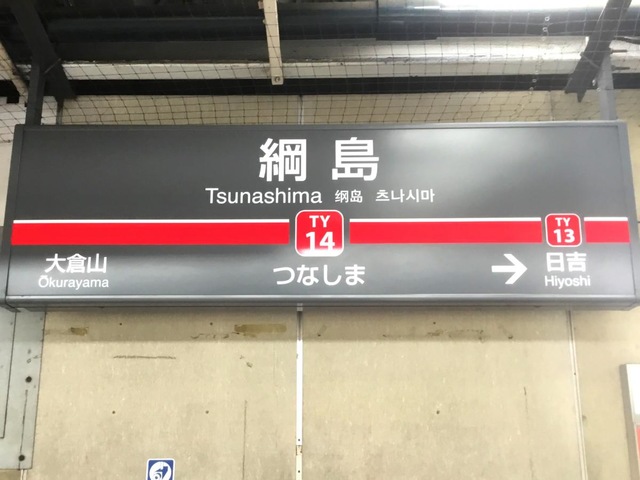 綱島
Tsunashima 纲岛 츠나시마
TY
14
TY
13
大倉山
Okurayama
つなしま
→ 日吉
Hiyoshi